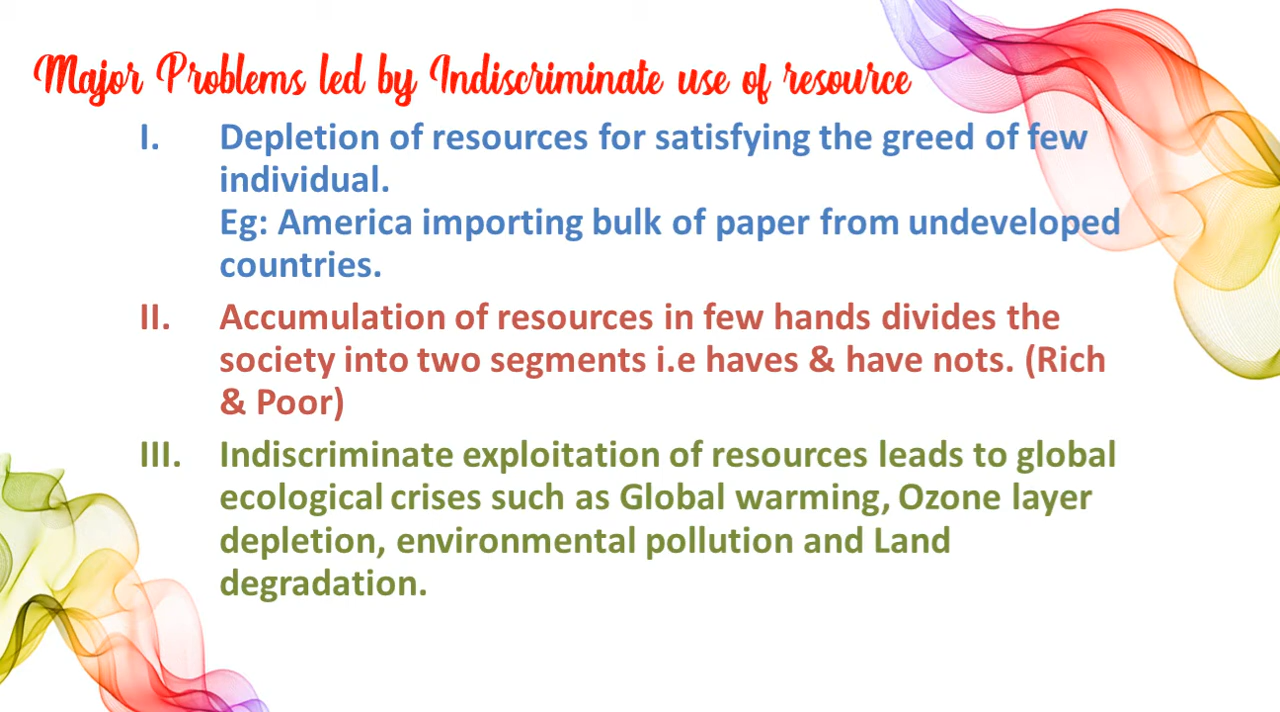 Major Problems led by Indiscriminate use of resource
I. Depletion of resources for satisfying the greed of few
individual.
Eg: America importing bulk of paper from undeveloped
countries.
II. Accumulation of resources in few hands divides the
society into two segments i.e haves & have nots. (Rich
& Poor)
III. Indiscriminate exploitation of resources leads to global
ecological crises such as Global warming, Ozone layer
depletion, environmental pollution and Land
degradation.